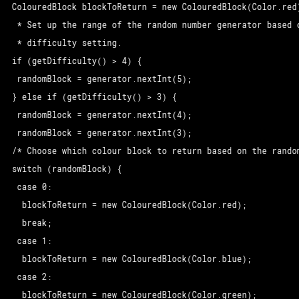 ColouredBlock blockToReturn = new ColouredBlock(Color.red)
* Set up the range of the random number generator based
* difficulty setting.
if (getDifficulty() > 4) {
randomBlock = generator.nextInt(5);
} else if (getDifficulty() > 3) {
randomBlock = generator.nextInt(4);
randomBlock = generator.nextInt(3);
/* Choose which colour block to return based on the random
switch (randomBlock) {
case 0:
blockToReturn = new ColouredBlock(Color.red);
break;
case 1:
blockToReturn = new ColouredBlock(Color.blue);
case 2:
blockToReturn = new ColouredBlock(Color.green);